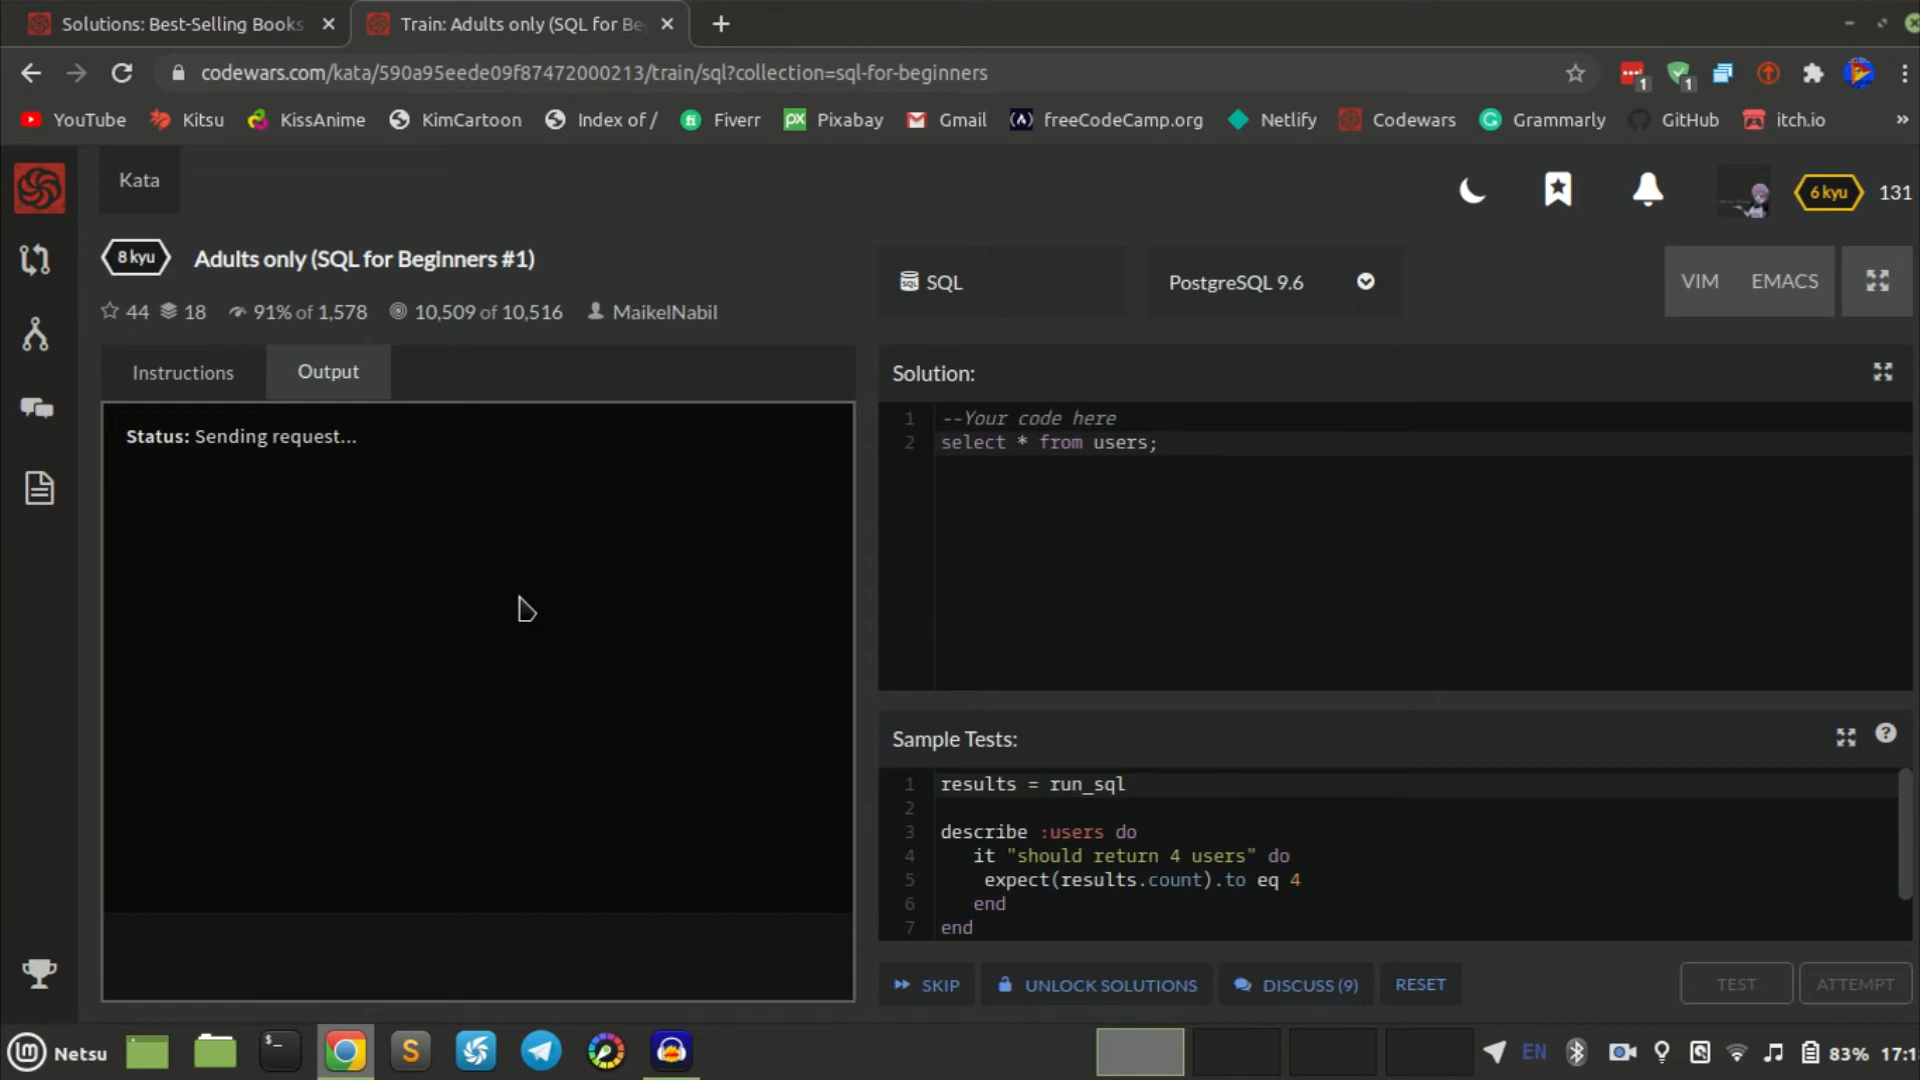 Solutions: Best-Selling Books
Train: Adults only (SQL for Be
codewars.com/kata/590a95eede09f87472000213/train/sql?collection=sql-for-beginners
1
1
YouTube
Kitsu
KissAnime
KimCartoon
Index of /
Fiverr
Pixabay
Gmail
freeCodeCamp.org
Netlify
Codewars
Grammarly
GitHub
itch.io
»
Kata
6 kyu
131
8 kyu
Adults only (SQL for Beginners #1)
44
18
91% of 1,578
10,509 of 10,516
MaikelNabil
SQL
PostgreSQL 9.6
VIM
EMACS
Instructions
Output
Status: Sending request...
Solution:
1 --Your code here
2 select * from users;
Sample Tests:
1 results = run_sql
2
3 describe :users do
4 it "should return 4 users" do
5 expect(results.count).to eq 4
6 end
7 end
SKIP
UNLOCK SOLUTIONS
DISCUSS (9)
RESET
TEST
ATTEMPT
Netsu
EN
83%
17:1